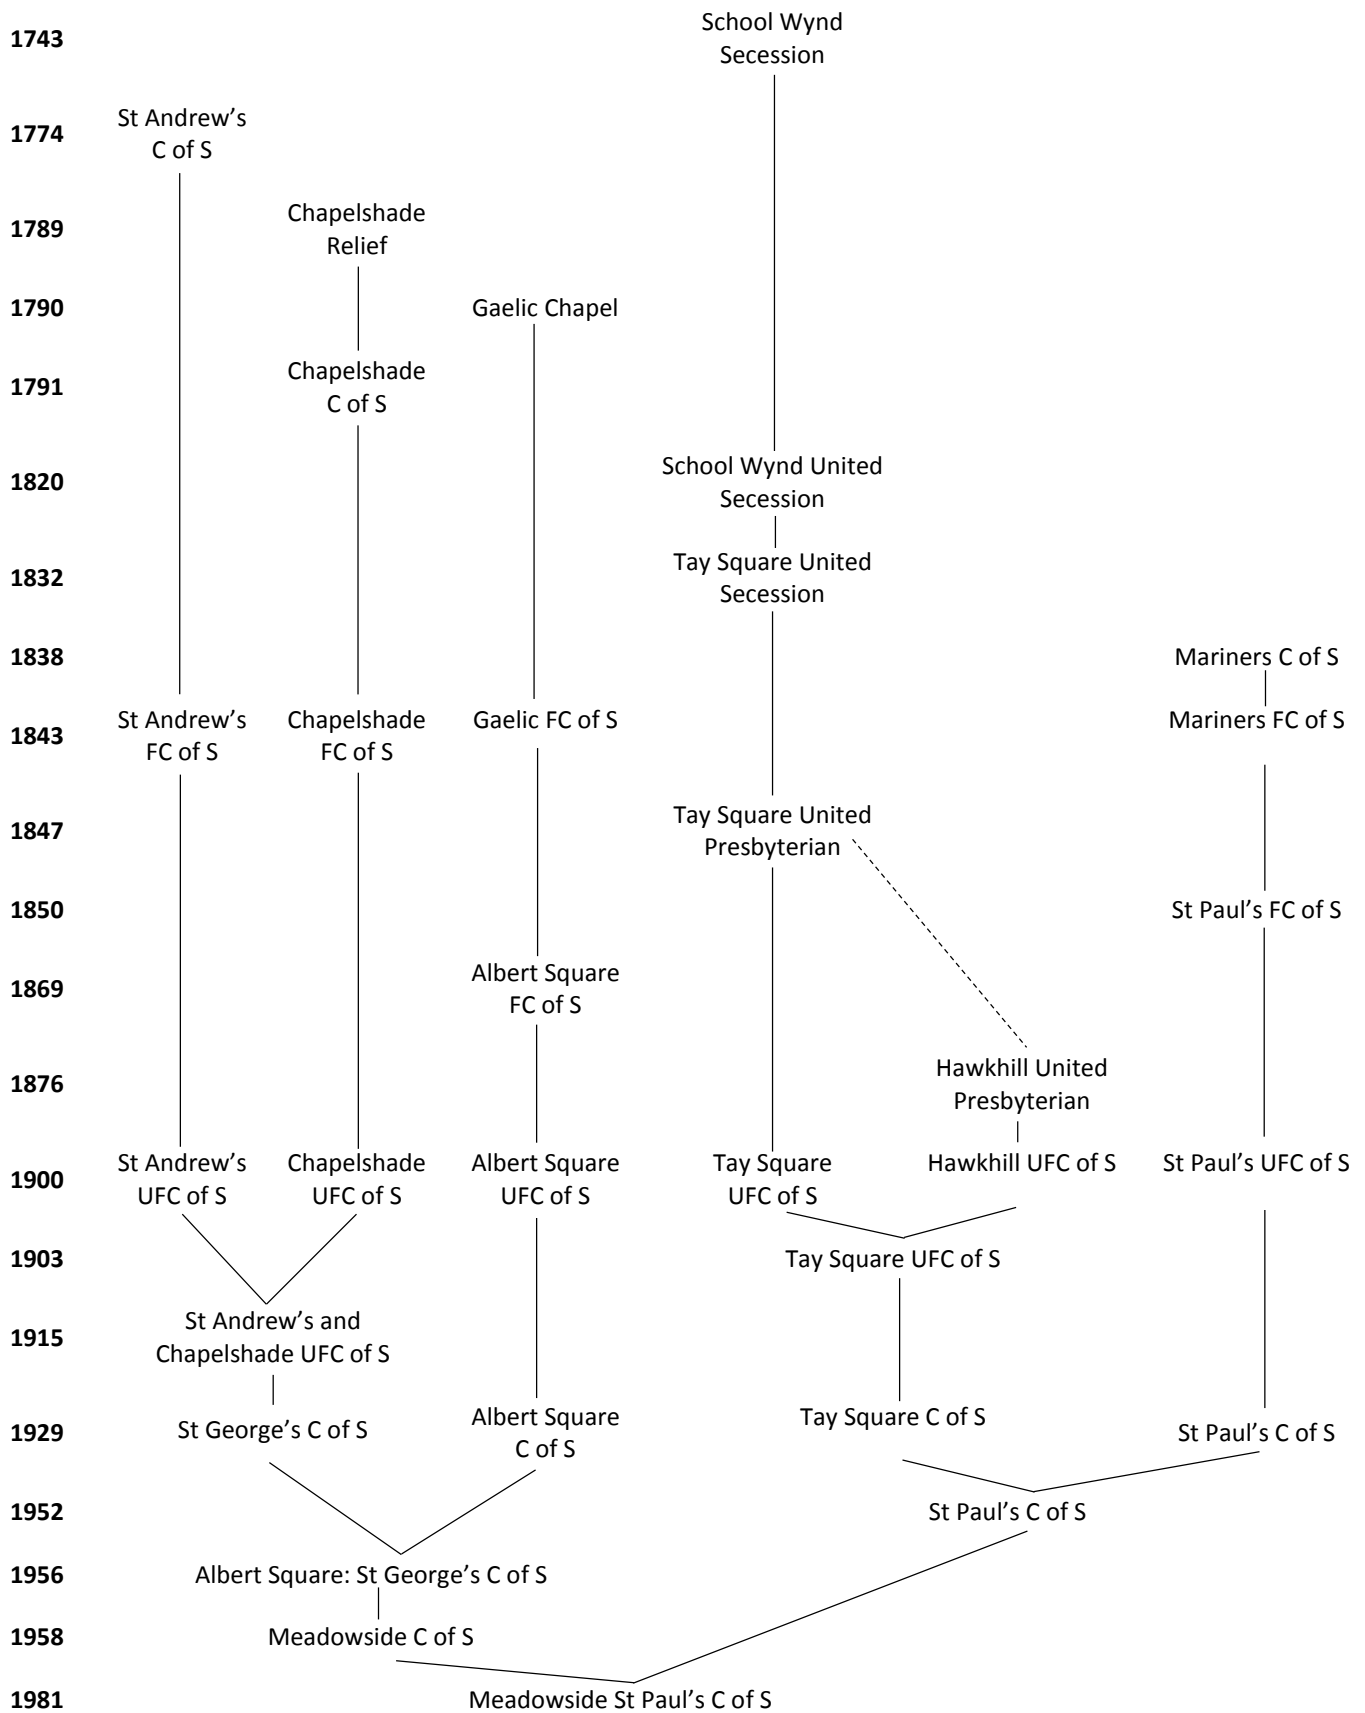 1743
School Wynd
Secession
1774
St Andrew’s
C of S
1789
Chapelshade
Relief
1790
Gaelic Chapel
1791
Chapelshade
C of S
1820
School Wynd United
Secession
1832
Tay Square United
Secession
1838
Mariners C of S
1843
St Andrew’s
FC of S
Chapelshade
FC of S
Gaelic FC of S
Mariners FC of S
1847
Tay Square United
Presbyterian
1850
St Paul’s FC of S
1869
Albert Square
FC of S
1876
Hawkhill United
Presbyterian
1900
St Andrew’s
UFC of S
Chapelshade
UFC of S
Albert Square
UFC of S
Tay Square
UFC of S
Hawkhill UFC of S
St Paul’s UFC of S
1903
Tay Square UFC of S
1915
St Andrew’s and
Chapelshade UFC of S
1929
St George’s C of S
Albert Square
C of S
Tay Square C of S
St Paul’s C of S
1952
St Paul’s C of S
1956
Albert Square: St George’s C of S
1958
Meadowside C of S
1981
Meadowside St Paul’s C of S